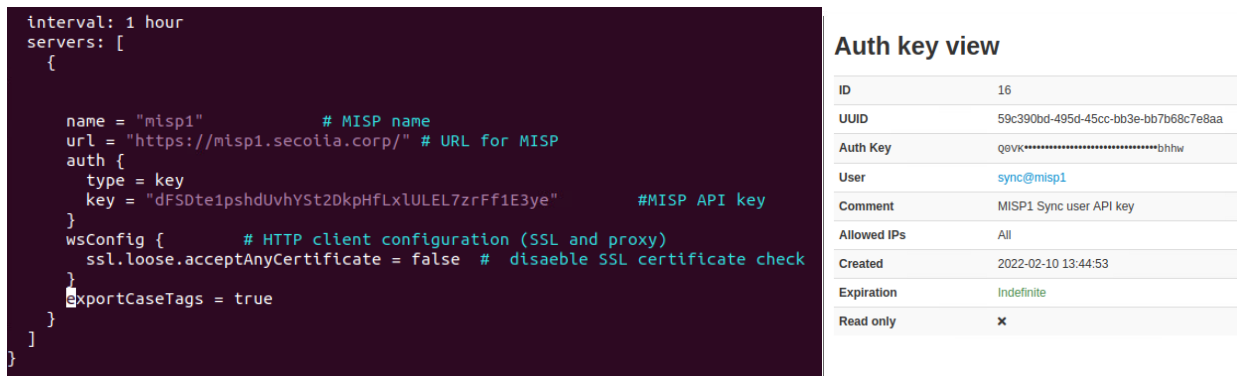 interval: 1 hour
servers: [
{
name = "misp1" # MISP name
url = "https://misp1.secoiia.corp/" # URL for MISP
auth {
type = key
key = "dFSDte1pshdUvhYSt2DkpHfLxlULEL7zrFf1E3ye" #MISP API key
}
wsConfig { # HTTP client configuration (SSL and proxy)
ssl.loose.acceptAnyCertificate = false # disaeble SSL certificate check
}
exportCaseTags = true
}
]
}
Auth key view
ID 16
UUID 59c390bd-495d-45cc-bb3e-bb7b68c7e8aa
Auth Key Q0VK••••••••••••••••••••••••••••••••bhhw
User sync@misp1
Comment MISP1 Sync user API key
Allowed IPs All
Created 2022-02-10 13:44:53
Expiration Indefinite
Read only ✖